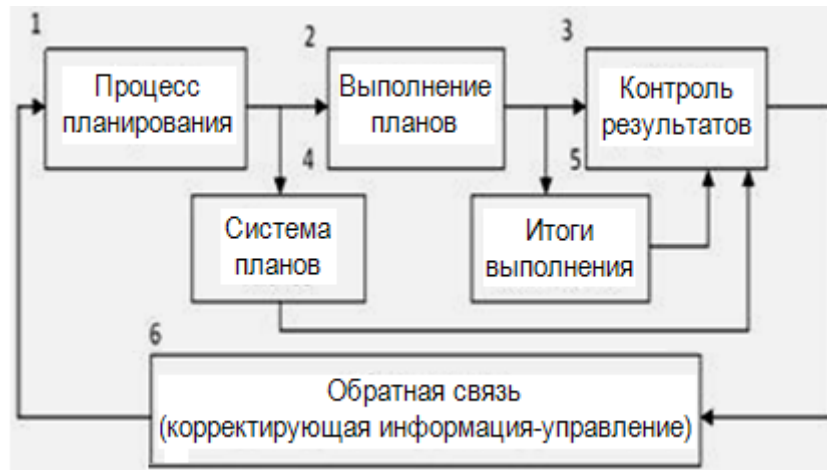 1
Процесс
планирования
2
Выполнение
планов
3
Контроль
результатов
4
Система
планов
5
Итоги
выполнения
6
Обратная связь
(корректирующая информация-управление)